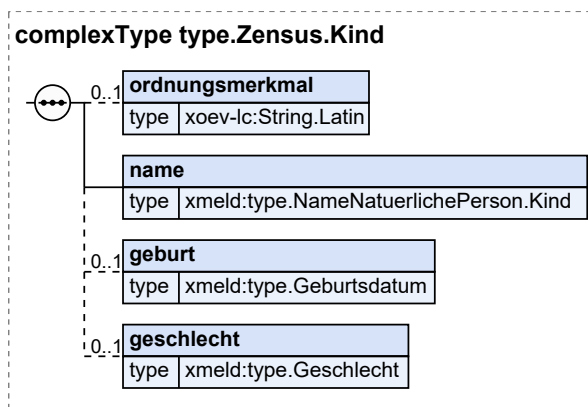 complexType type.Zensus.Kind
0..1
ordnungsmerkmal
type xoev-lc:String.Latin
name
type xmeld:type.NameNatuerlichePerson.Kind
0..1
geburt
type xmeld:type.Geburtsdatum
0..1
geschlecht
type xmeld:type.Geschlecht